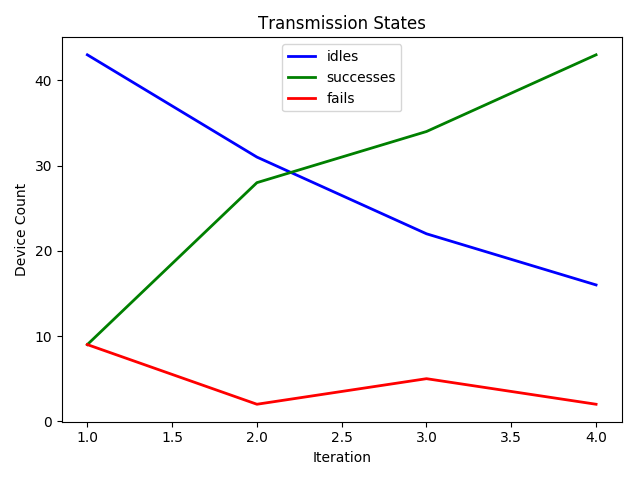 Transmission States
idles
successes
fails
Device Count
40
30
20
10
0
1.0 1.5 2.0 2.5 3.0 3.5 4.0
Iteration